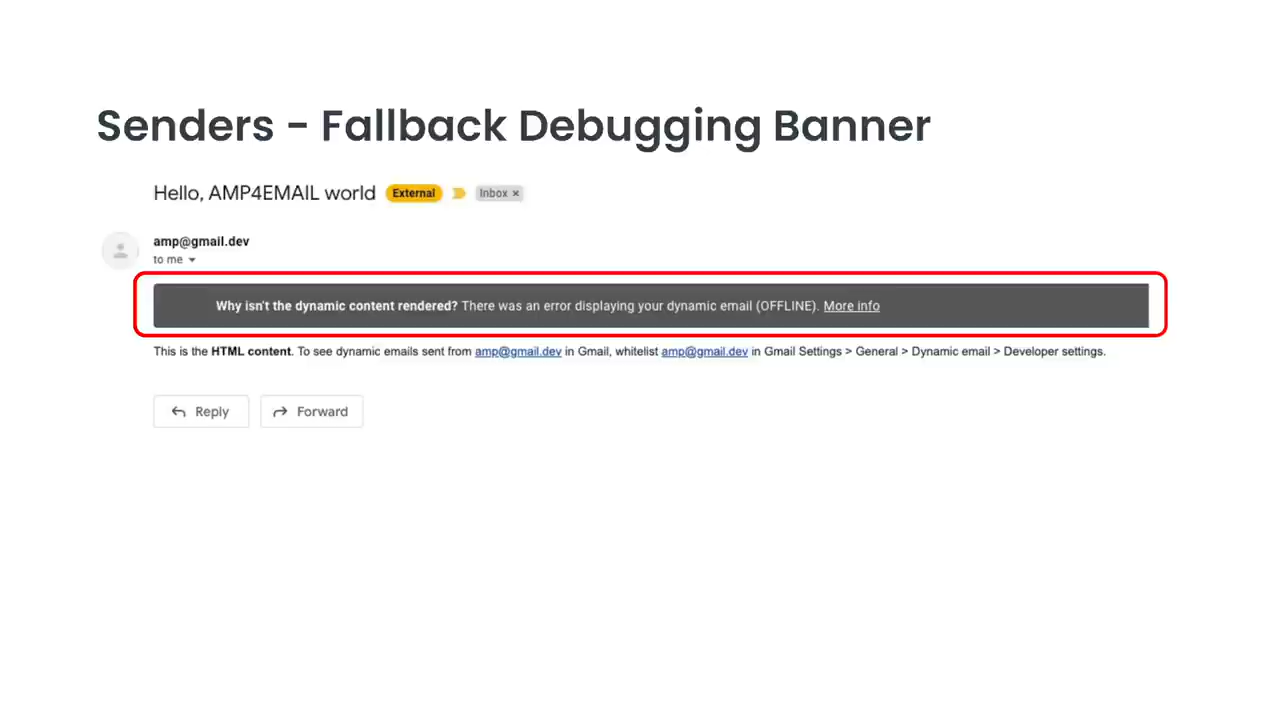 Senders - Fallback Debugging Banner
Hello, AMP4EMAIL world External Inbox ×
amp@gmail.dev
to me
Why isn't the dynamic content rendered? There was an error displaying your dynamic email (OFFLINE). More info
This is the HTML content. To see dynamic emails sent from amp@gmail.dev in Gmail, whitelist amp@gmail.dev in Gmail Settings > General > Dynamic email > Developer settings.
Reply Forward